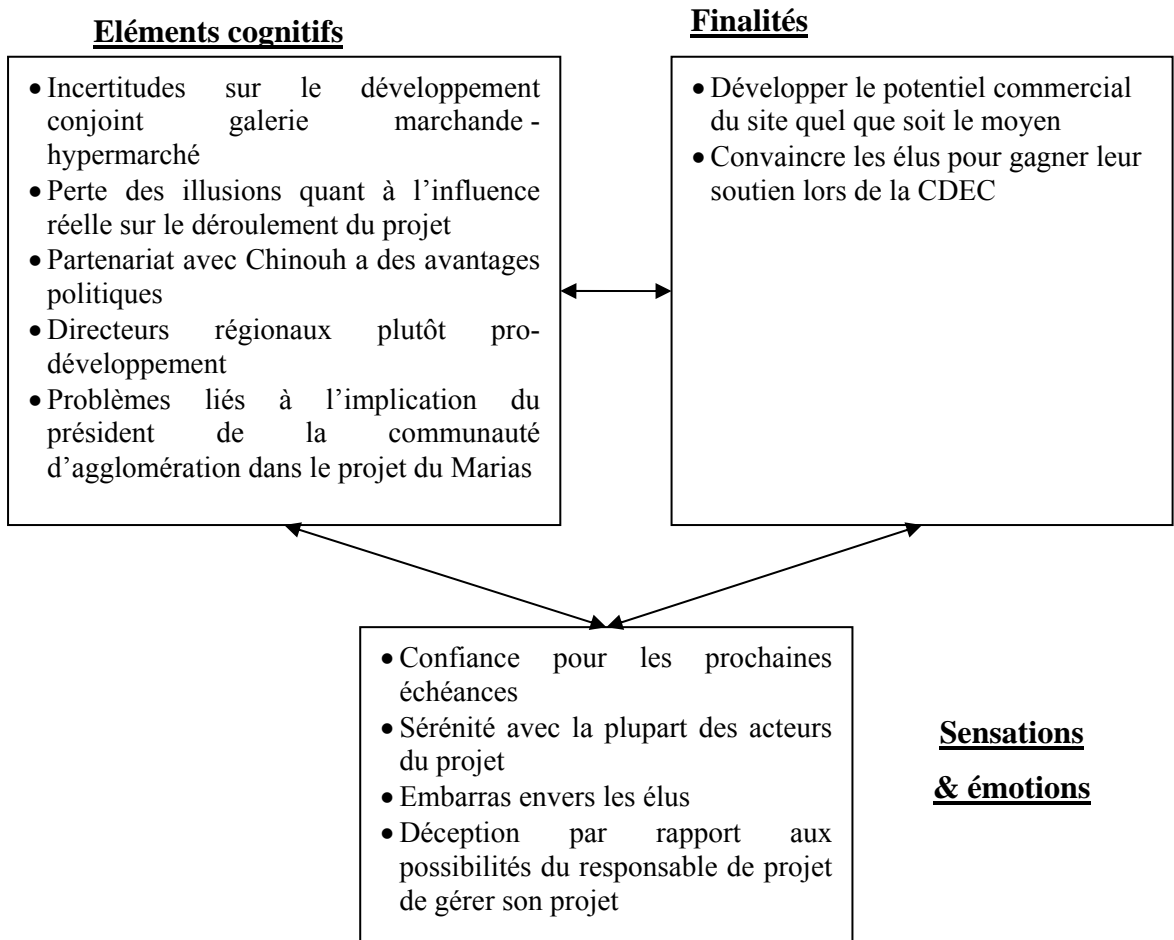 Eléments cognitifs
• Incertitudes sur le développement
conjoint galerie marchande -
hypermarché
• Perte des illusions quant à l’influence
réelle sur le déroulement du projet
• Partenariat avec Chinouh a des avantages
politiques
• Directeurs régionaux plutôt pro-
développement
• Problèmes liés à l’implication du
président de la communauté
d’agglomération dans le projet du Marias
Finalités
• Développer le potentiel commercial
du site quel que soit le moyen
• Convaincre les élus pour gagner leur
soutien lors de la CDEC
• Confiance pour les prochaines
échéances
• Sérénité avec la plupart des acteurs
du projet
• Embarras envers les élus
• Déception par rapport aux
possibilités du responsable de projet
de gérer son projet
Sensations
& émotions